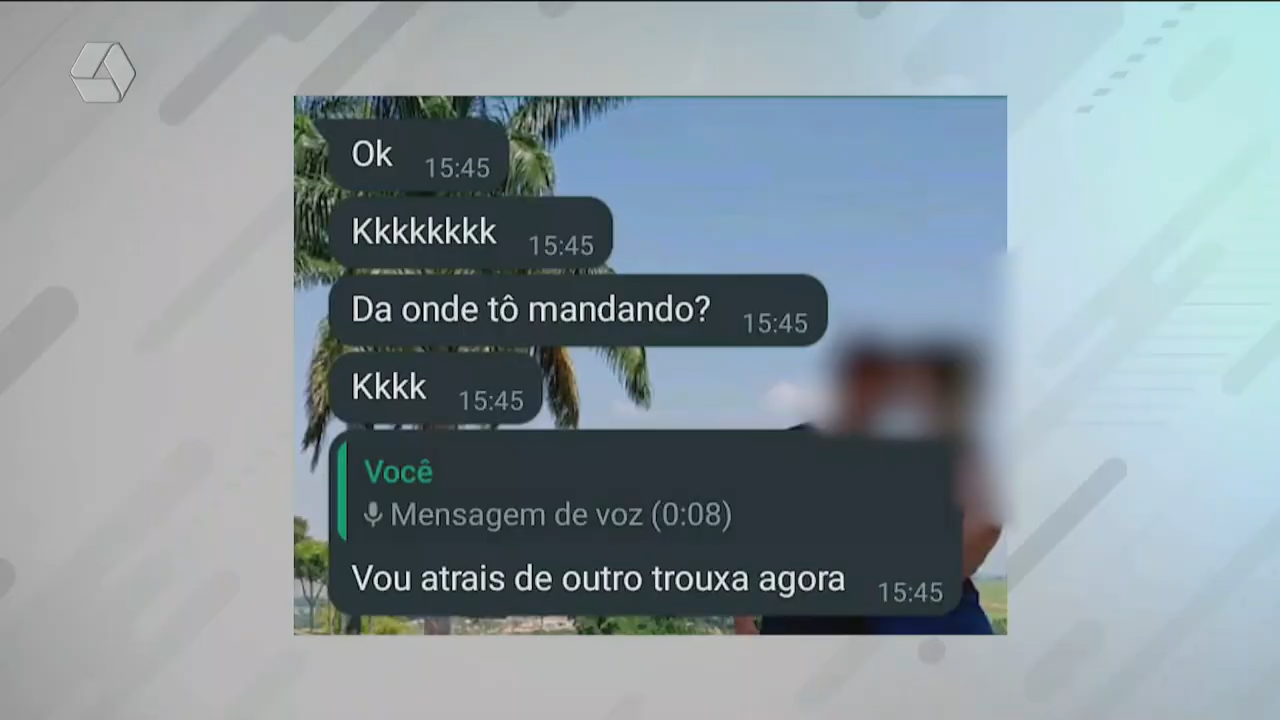 Ok 15:45
Kkkkkkkk 15:45
Da onde tô mandando? 15:45
Kkkk 15:45
Você
Mensagem de voz (0:08)
Vou atrais de outro trouxa agora 15:45